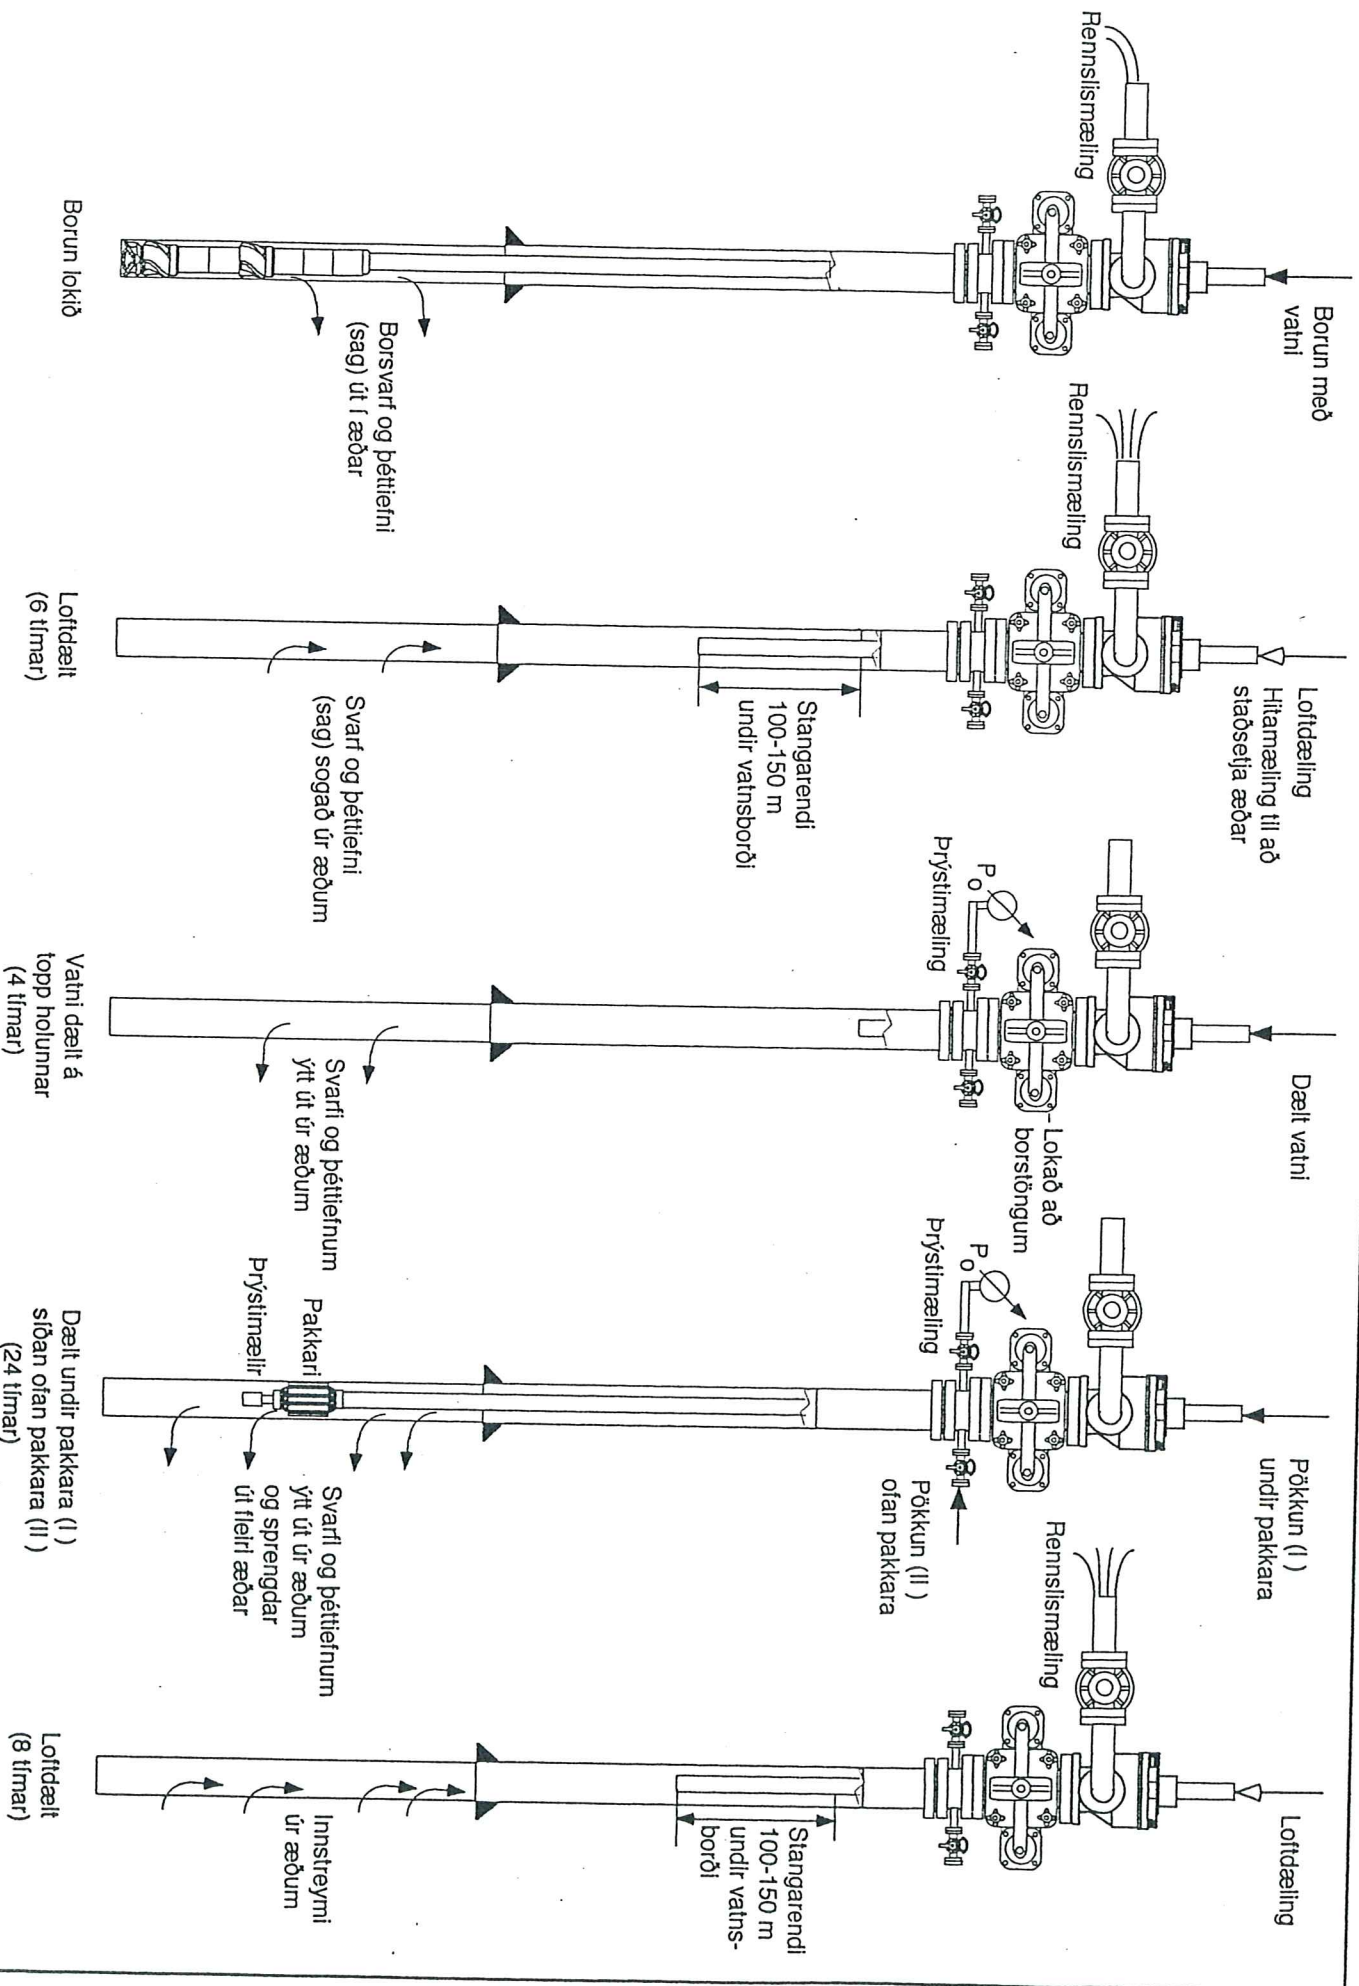 Borun með
vatni
Rennslismæling
Borsvarf og þéttiefni
(sag) út í æðar
Borun lokið
Loftdæling
Hitamæling til að
staðsetja æðar
Rennslismæling
Stangarendi
100-150 m
undir vatnsborði
Svarf og þéttiefni
(sag) sogað úr æðum
Loftdælt
(6 tímar)
Dælt vatni
Po
Þrýstimæling
Lokað að
borstöngum
Svarfi og þéttiefnum
ýtt út úr æðum
Vatni dælt á
topp holunnar
(4 tímar)
Pökkun (I)
undir pakkara
Po
Þrýstimæling
Pökkun (II)
ofan pakkara
Pakkari
Þrýstimælir
Svarfi og þéttiefnum
ýtt út úr æðum
og sprengdar
út fleiri æðar
Dælt undir pakkara (I)
síðan ofan pakkara (II)
(24 tímar)
Loftdæling
Rennslismæling
Stangarendi
100-150 m
undir vatns-
borði
Innstreymi
úr æðum
Loftdælt
(8 tímar)